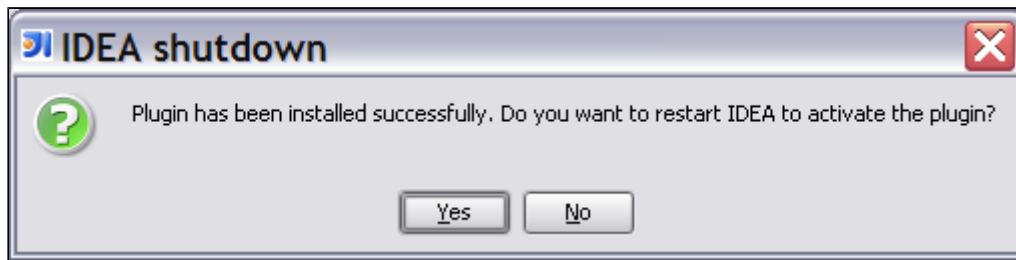 IDEA shutdown
Plugin has been installed successfully. Do you want to restart IDEA to activate the plugin?
Yes
No